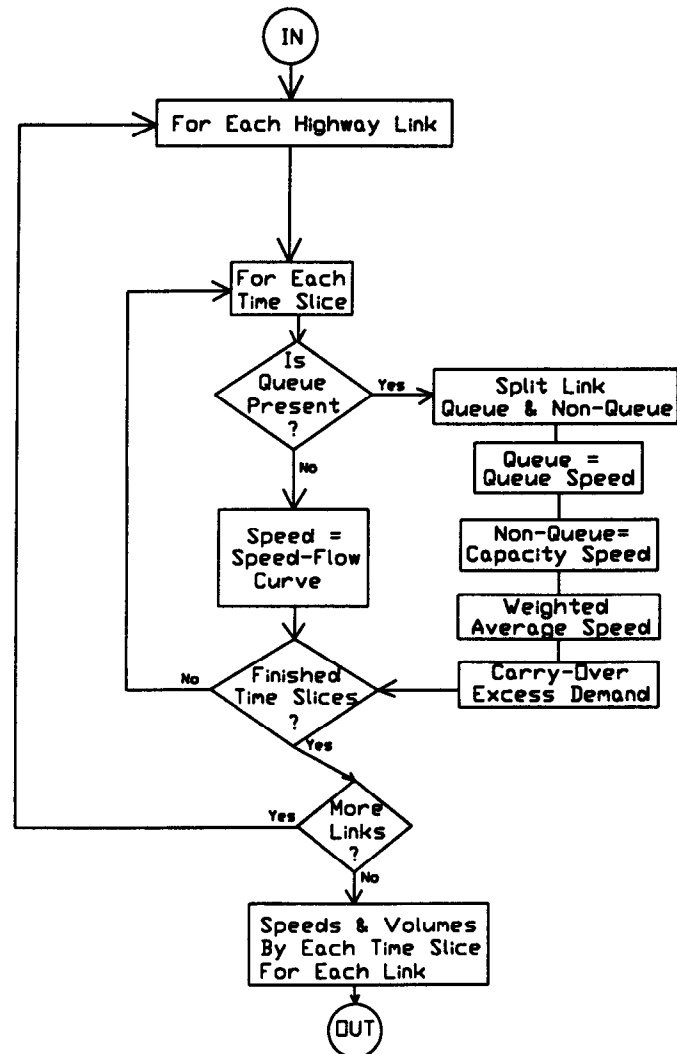 IN
For Each Highway Link
For Each
Time Slice
Is
Queue
Present
?
Yes
Split Link
Queue & Non-Queue
No
Queue =
Queue Speed
Speed =
Speed-Flow
Curve
Non-Queue=
Capacity Speed
Weighted
Average Speed
Carry-Over
Excess Demand
Finished
Time Slices
?
No
Yes
More
Links
?
Yes
No
Speeds & Volumes
By Each Time Slice
For Each Link
OUT